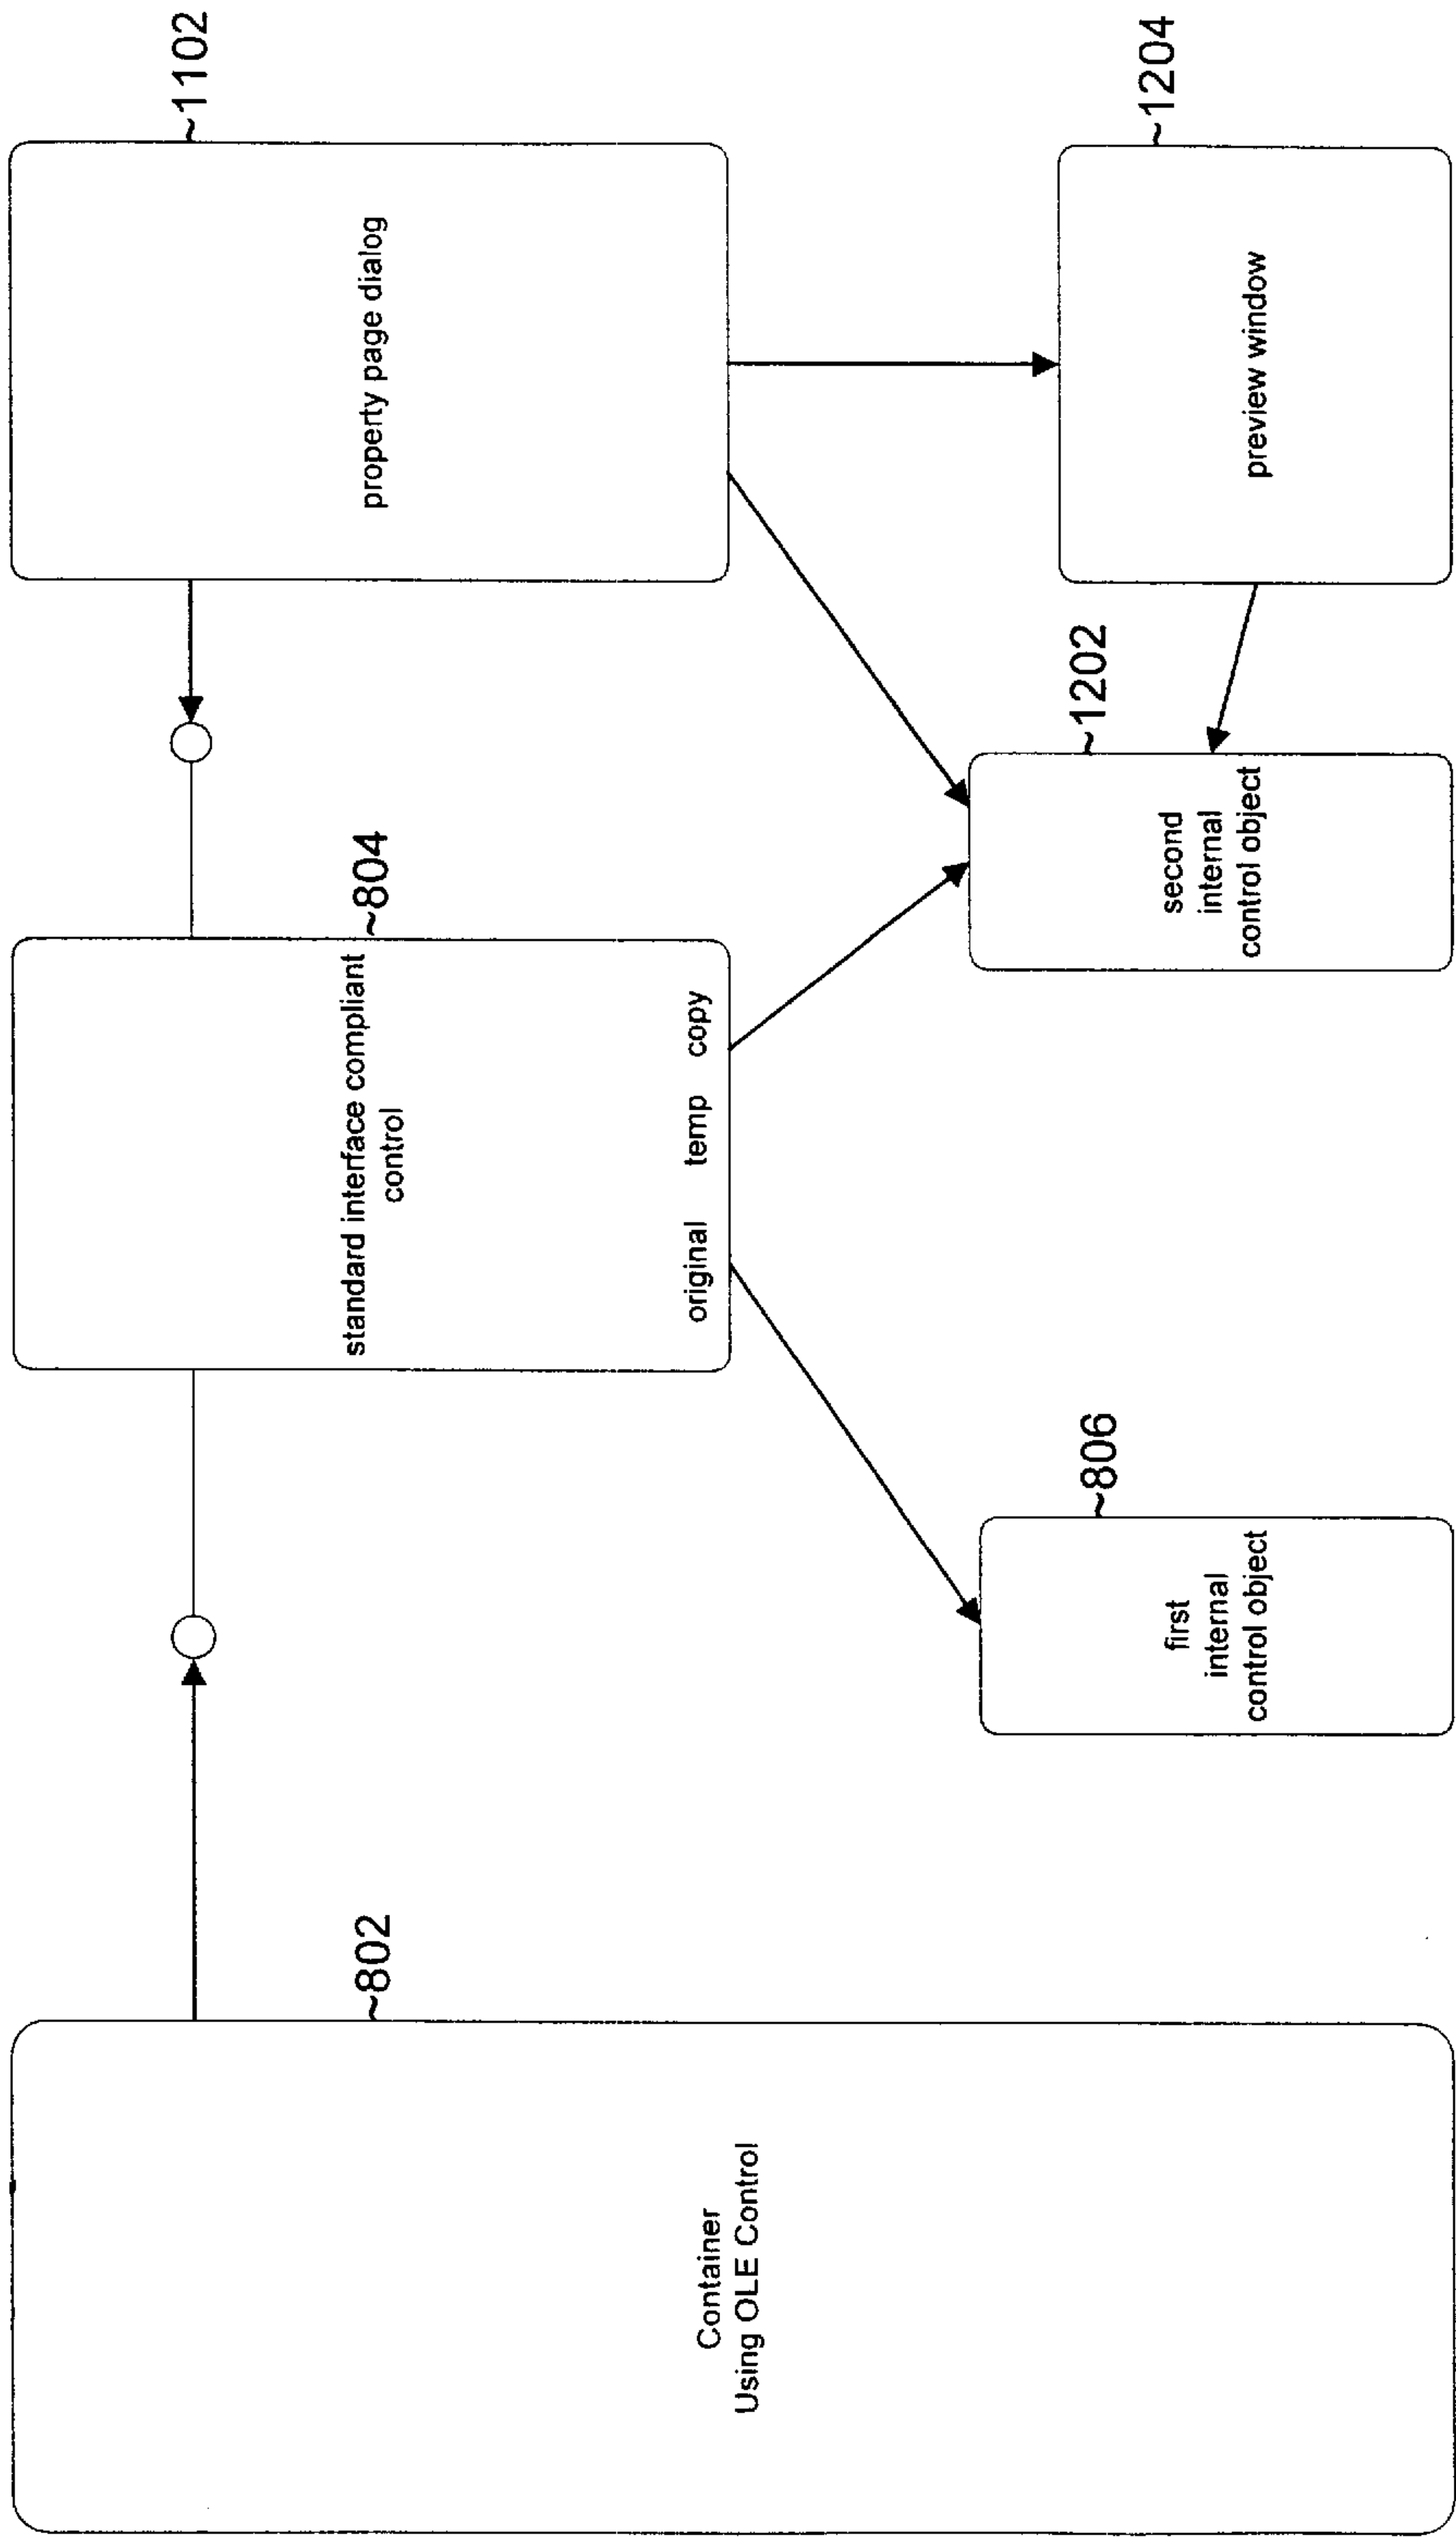 Container
Using OLE Control
~802
standard interface compliant
control
original temp copy
~804
property page dialog
~1102
first
internal
control object
~806
second
internal
control object
~1202
preview window
~1204